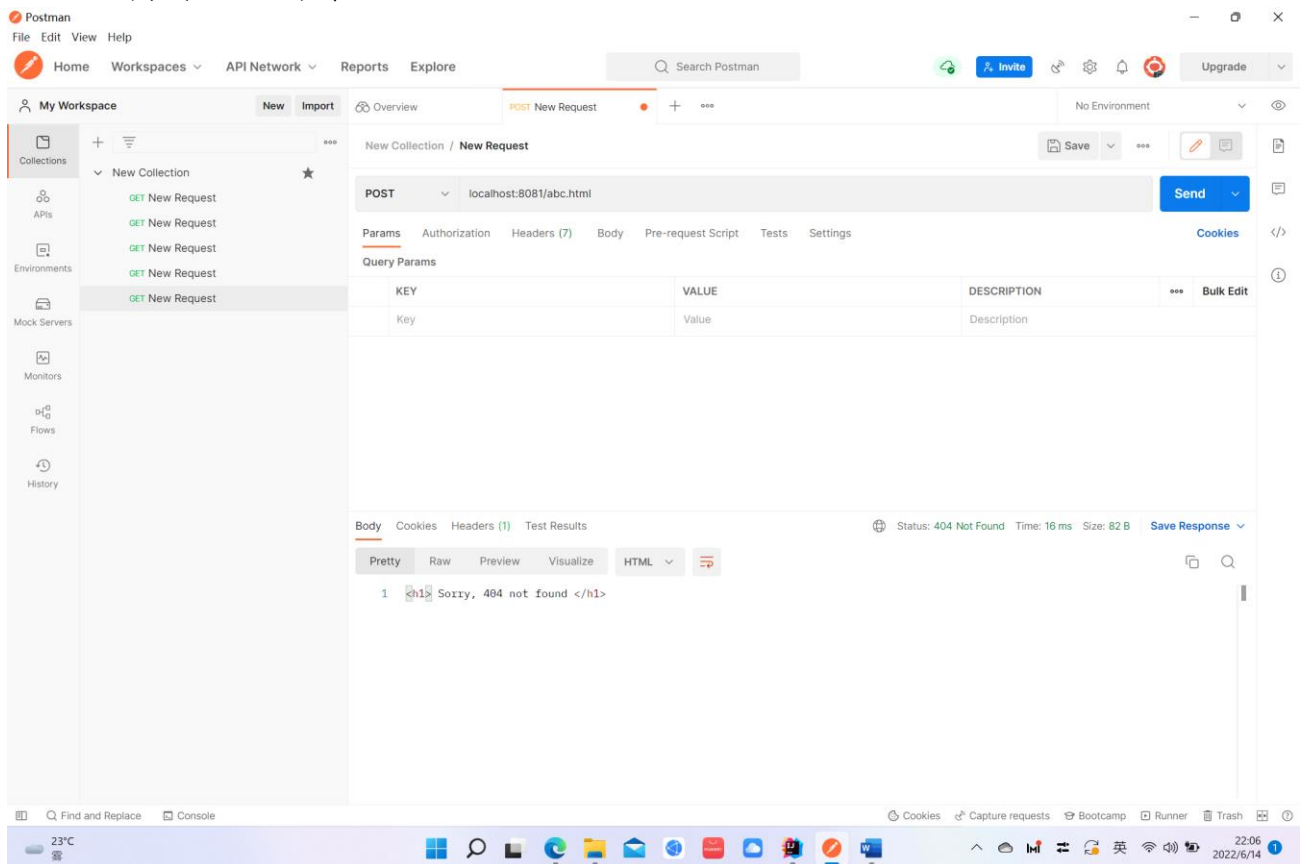 Postman
File Edit View Help
Home Workspaces API Network Reports Explore Search Postman Invite Upgrade
My Workspace New Import Overview POST New Request No Environment
Collections
New Collection / New Request Save
New Collection
GET New Request
GET New Request
GET New Request
GET New Request
GET New Request
APIs
Environments
Mock Servers
Monitors
Flows
History
POST localhost:8081/abc.html Send
Params Authorization Headers (7) Body Pre-request Script Tests Settings Cookies
Query Params
KEY VALUE DESCRIPTION Bulk Edit
Key Value Description
Body Cookies Headers (1) Test Results Status: 404 Not Found Time: 16 ms Size: 82 B Save Response
Pretty Raw Preview Visualize HTML
1 <h1> Sorry, 404 not found </h1>
Find and Replace Console Cookies Capture requests Bootcamp Runner Trash
23°C
雾
英
22:06
2022/6/14
1